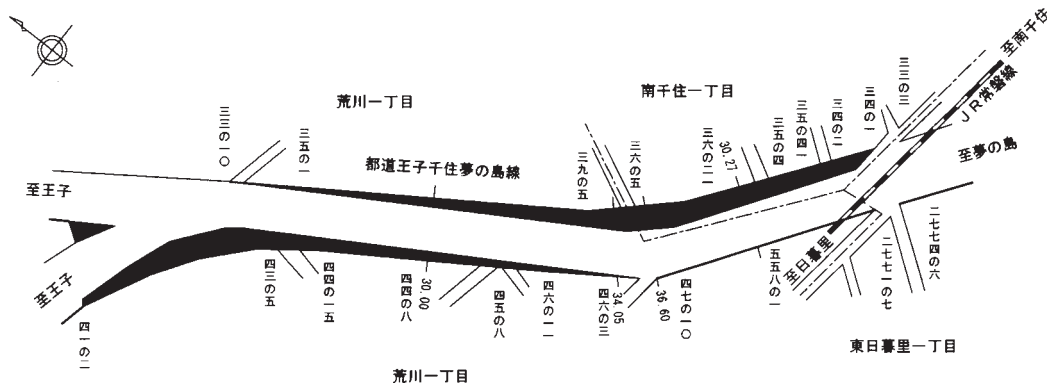 荒川一丁目
南千住一丁目
至南千住
JR常磐線
至夢の島
至王子
都道王子千住夢の島線
三三の一〇
三五の一
三九の五
三六の五
三六の二一
30.27
三五の四
三五の四一
三四の二
三四の一
三三の三
至王子
四一の二
四三の五
四四の一五
四四の八
30.00
四五の八
四六の一二
四六の三
34.05
36.60
四七の一〇
五五八の一
至日暮里
二七七一の七
二七七四の六
荒川一丁目
東日暮里一丁目